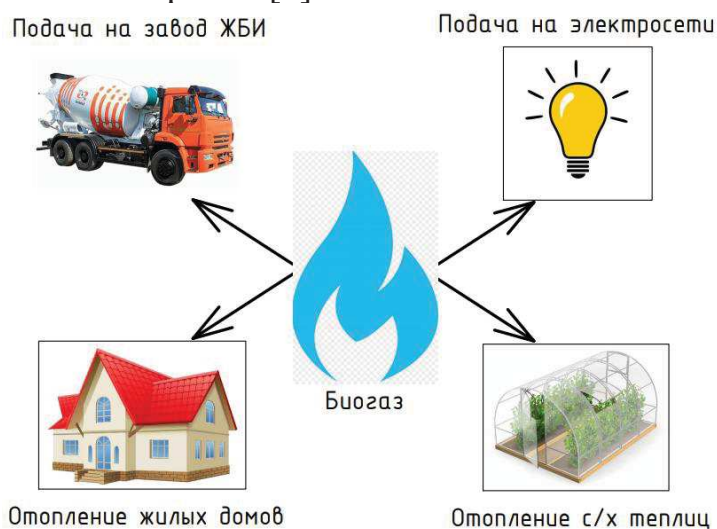 Подача на завод ЖБИ
Подача на электросети
Биогаз
Отопление жилых домов
Отопление с/х теплиц